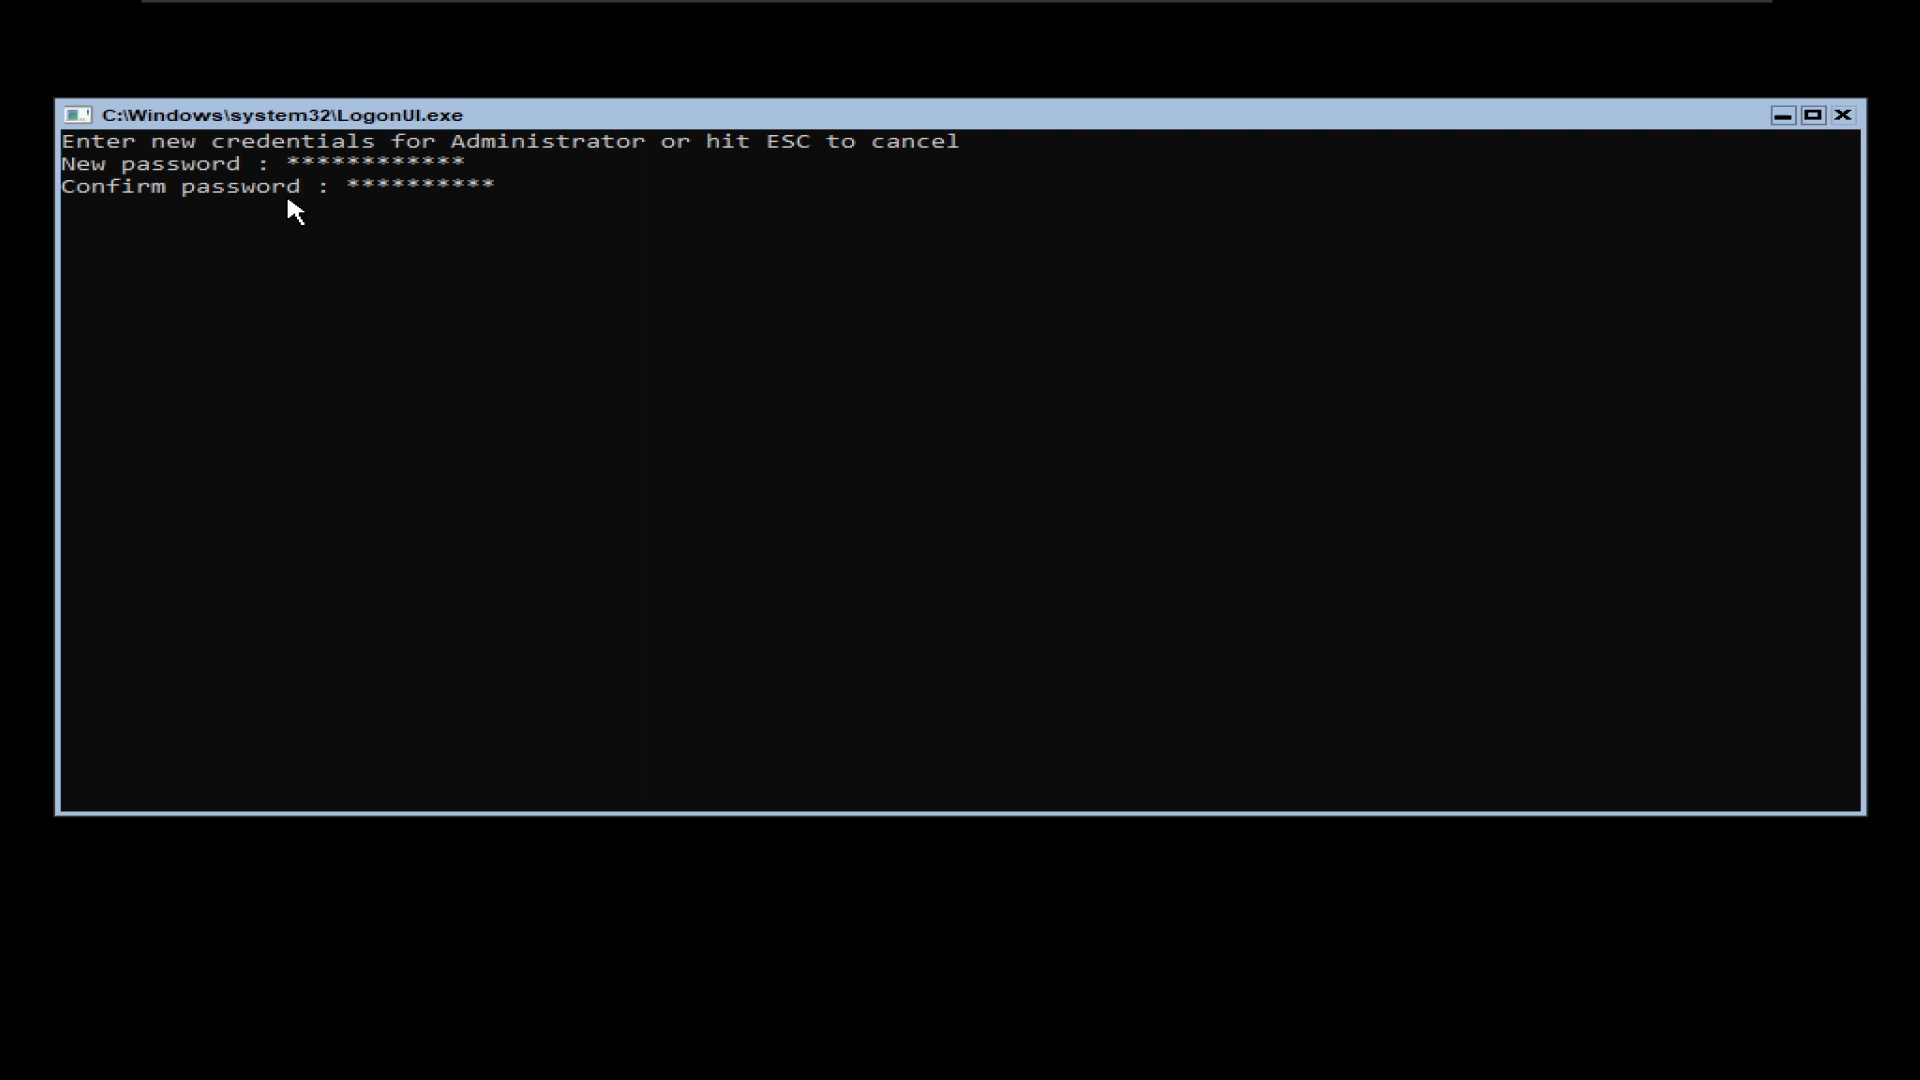 C:\Windows\system32\LogonUI.exe
Enter new credentials for Administrator or hit ESC to cancel
New password : ************
Confirm password : **********